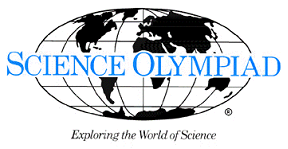 SCIENCE OLYMPIAD
®
Exploring the World of Science